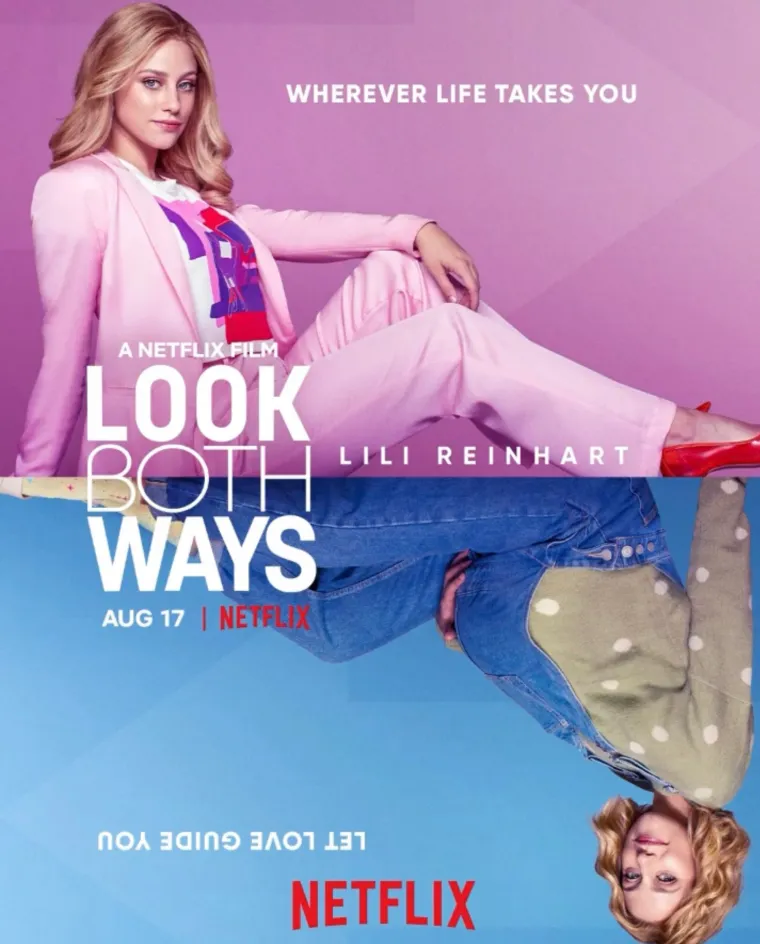 WHEREVER LIFE TAKES YOU
A NETFLIX FILM
LOOK
BOTH
WAYS
LILI REINHART
AUG 17 | NETFLIX
LET LOVE GUIDE YOU
NETFLIX